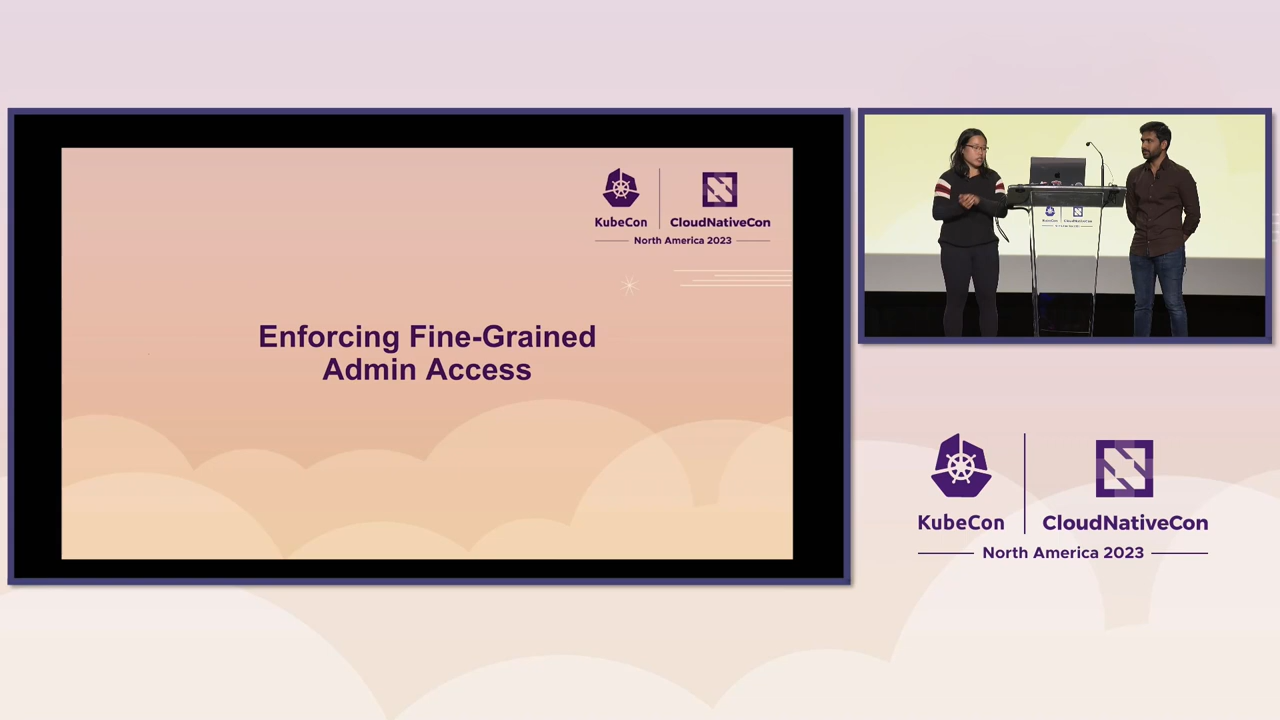 KubeCon
CloudNativeCon
North America 2023
Enforcing Fine-Grained
Admin Access
KubeCon
CloudNativeCon
North America 2023